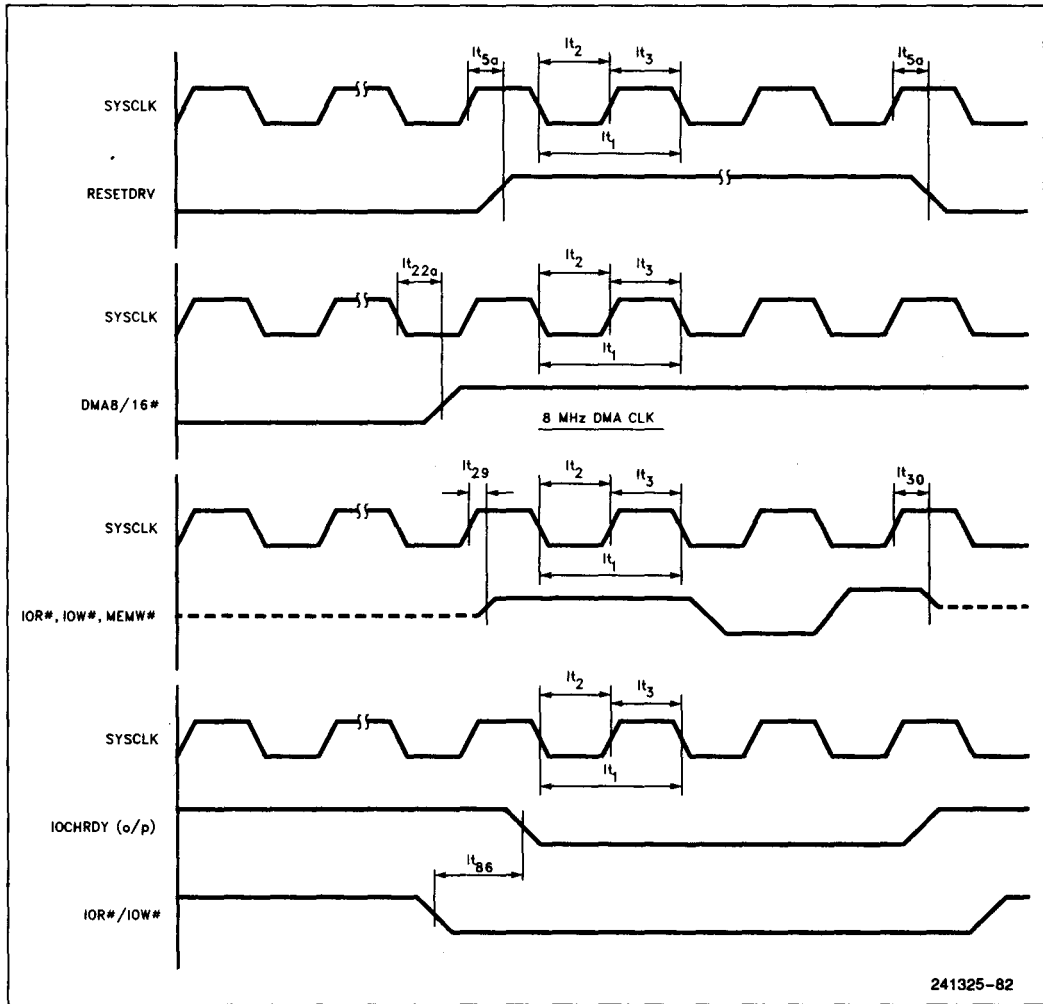 It5a It2 It3 It5a
SYSCLK
It1
RESETDRV
It22a It2 It3
SYSCLK
It1
DMA8/16#
8 MHz DMA CLK
It29 It2 It3 It30
SYSCLK
It1
IOR#, IOW#, MEMW#
It2 It3
SYSCLK
It1
IOCHRDY (o/p)
It86
IOR#/IOW#
241325-82